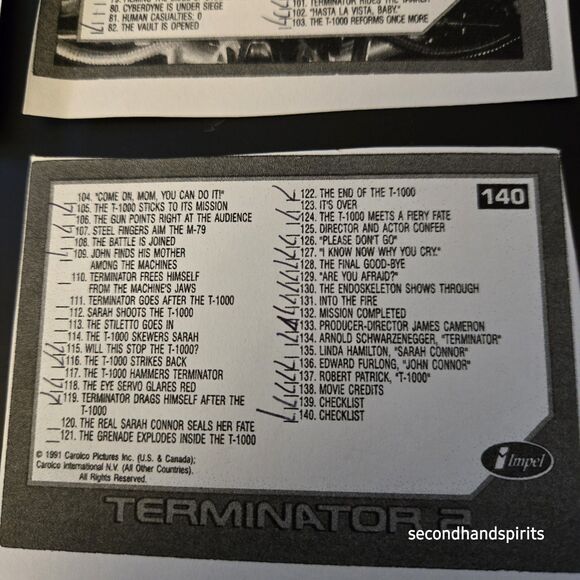 80. CYBERDYNE IS UNDER SIEGE
81. HUMAN CASUALTIES; 0
82. THE VAULT IS OPENED
102. "HASTA LA VISTA, BABY."
103. THE T-1000 REFORMS ONCE MORE
104. "COME ON, MOM, YOU CAN DO IT!"
105. THE T-1000 STICKS TO ITS MISSION
106. THE GUN POINTS RIGHT AT THE AUDIENCE
107. STEEL FINGERS AIM THE M-79
108. THE BATTLE IS JOINED
109. JOHN FINDS HIS MOTHER
AMONG THE MACHINES
110. TERMINATOR FREES HIMSELF
FROM THE MACHINE'S JAWS
111. TERMINATOR GOES AFTER THE T-1000
112. SARAH SHOOTS THE T-1000
113. THE STILETTO GOES IN
114. THE T-1000 SKEWERS SARAH
115. WILL THIS STOP THE T-1000?
116. THE T-1000 STRIKES BACK
117. THE T-1000 HAMMERS TERMINATOR
118. THE EYE SERVO GLARES RED
119. TERMINATOR DRAGS HIMSELF AFTER THE
T-1000
120. THE REAL SARAH CONNOR SEALS HER FATE
121. THE GRENADE EXPLODES INSIDE THE T-1000
122. THE END OF THE T-1000
123. IT'S OVER
124. THE T-1000 MEETS A FIERY FATE
125. DIRECTOR AND ACTOR CONFER
126. "PLEASE DON'T GO"
127. "I KNOW NOW WHY YOU CRY."
128. THE FINAL GOOD-BYE
129. "ARE YOU AFRAID?"
130. THE ENDOSKELETON SHOWS THROUGH
131. INTO THE FIRE
132. MISSION COMPLETED
133. PRODUCER-DIRECTOR JAMES CAMERON
134. ARNOLD SCHWARZENEGGER, "TERMINATOR"
135. LINDA HAMILTON, "SARAH CONNOR"
136. EDWARD FURLONG, "JOHN CONNOR"
137. ROBERT PATRICK, "T-1000"
138. MOVIE CREDITS
139. CHECKLIST
140. CHECKLIST
140
© 1991 Carolco Pictures Inc. (U.S. & Canada);
Carolco International N.V. (All Other Countries).
All Rights Reserved.
Impel
TERMINATOR 2
secondhandspirits